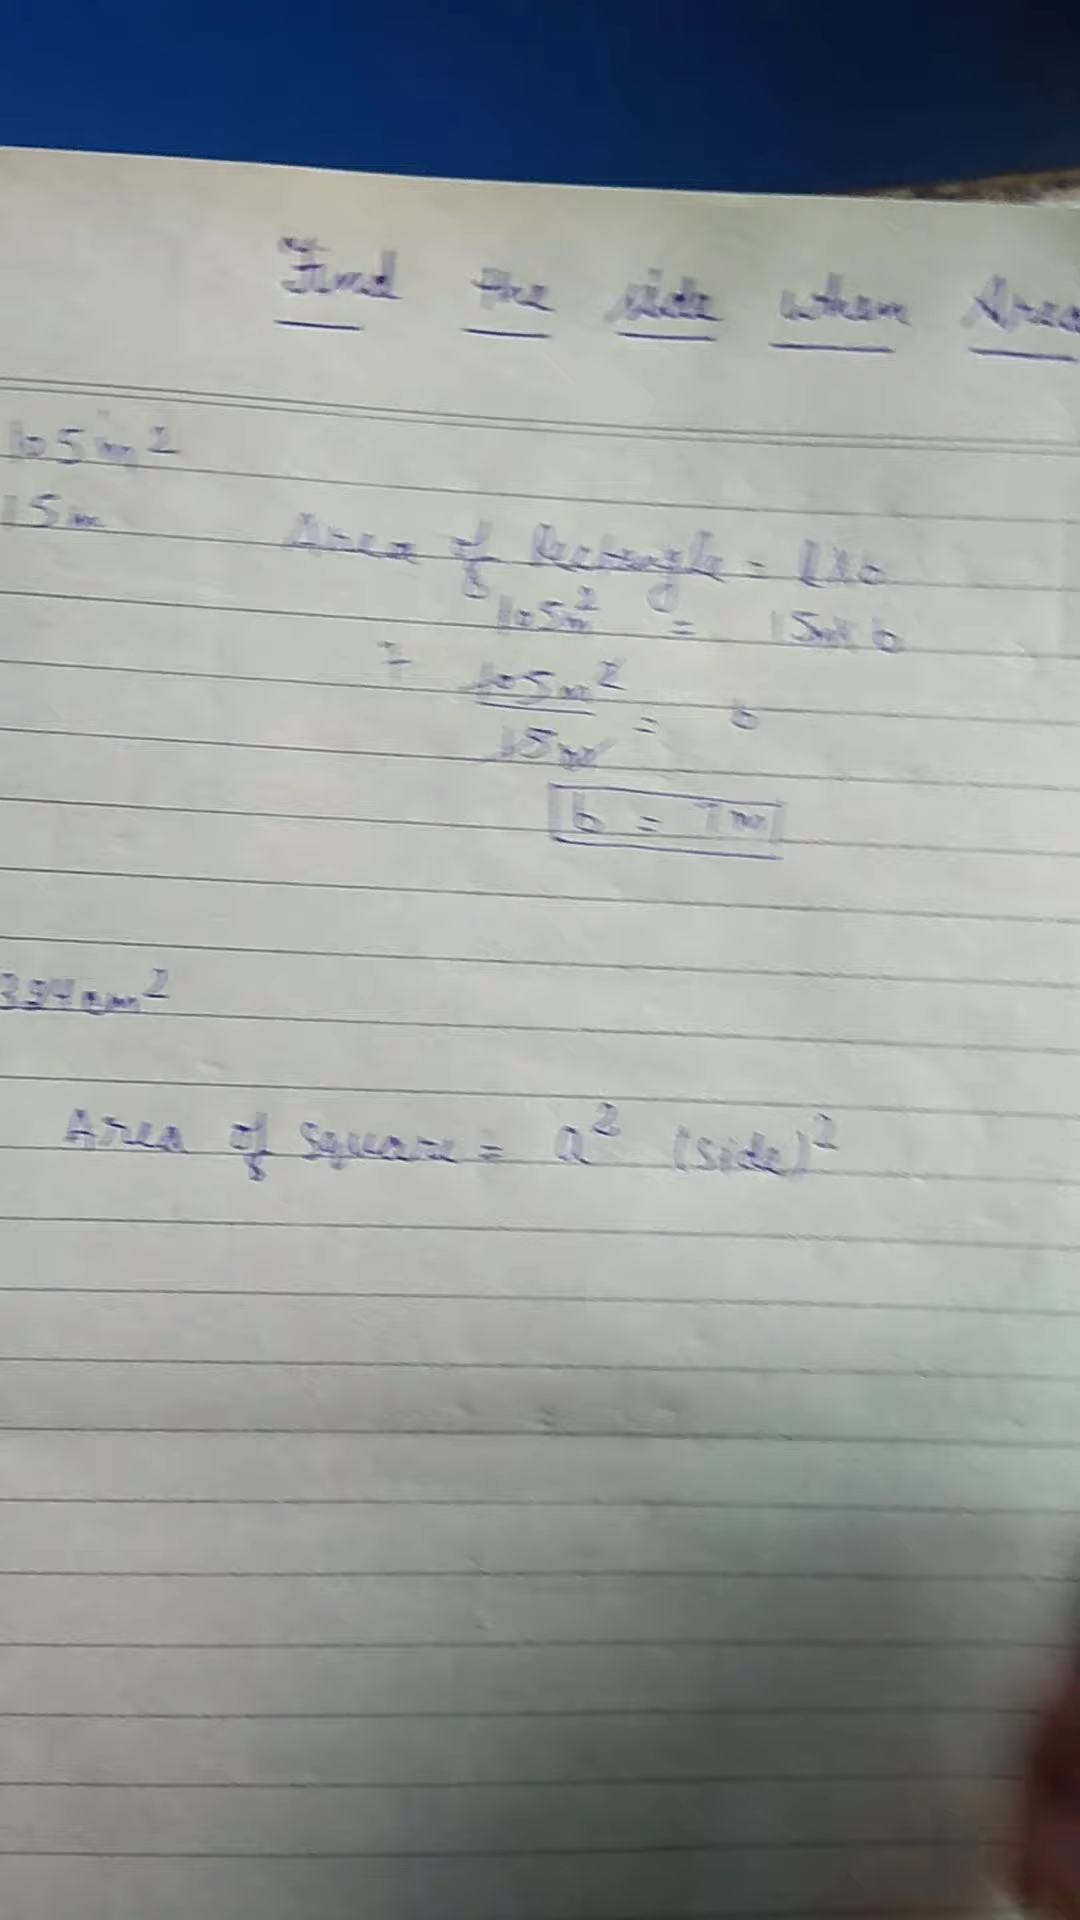 Find the side when Area
105m²
15m
Area of Rectangle = l×b
105m² = 15m×b
= 105m² / 15m = b
b = 7m
cm²
Area of square = a² (side)²